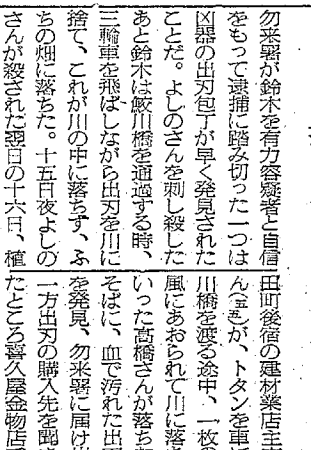 勿来署が鈴木を有力容疑者と自信
をもって逮捕に踏み切った一つは
凶器の出刃包丁が早く発見された
ことだ。よしのさんを刺し殺した
あと鈴木は鮫川橋を通過する時、
三輪車を飛ばしながら出刃を川に
捨て、これが川の中に落ちず、ふ
ちの畑に落ちた。十五日夜よしの
さんが殺された翌日の十六日、植
田町後宿の建材業店主
ん(五五)が、トタンを車に
川橋を渡る途中、一枚の
風にあおられて川に落
いった高橋さんが落ち
そばに、血で汚れた出
を発見、勿来署に届け
一方出刃の購入先を聞
たところ喜久屋金物店